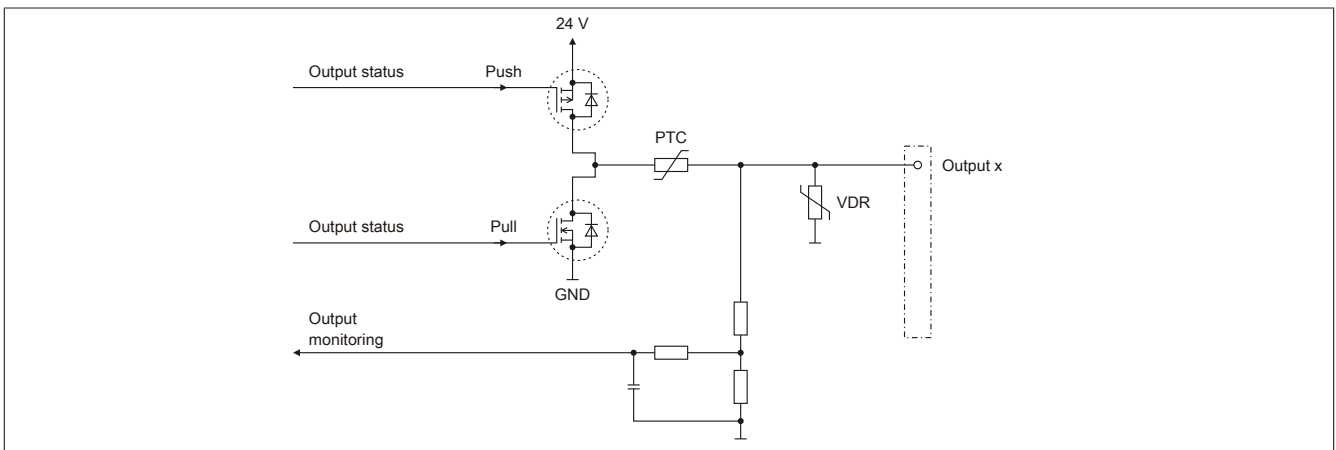 24 V
Output status
Push
PTC
Output x
VDR
Output status
Pull
GND
Output
monitoring